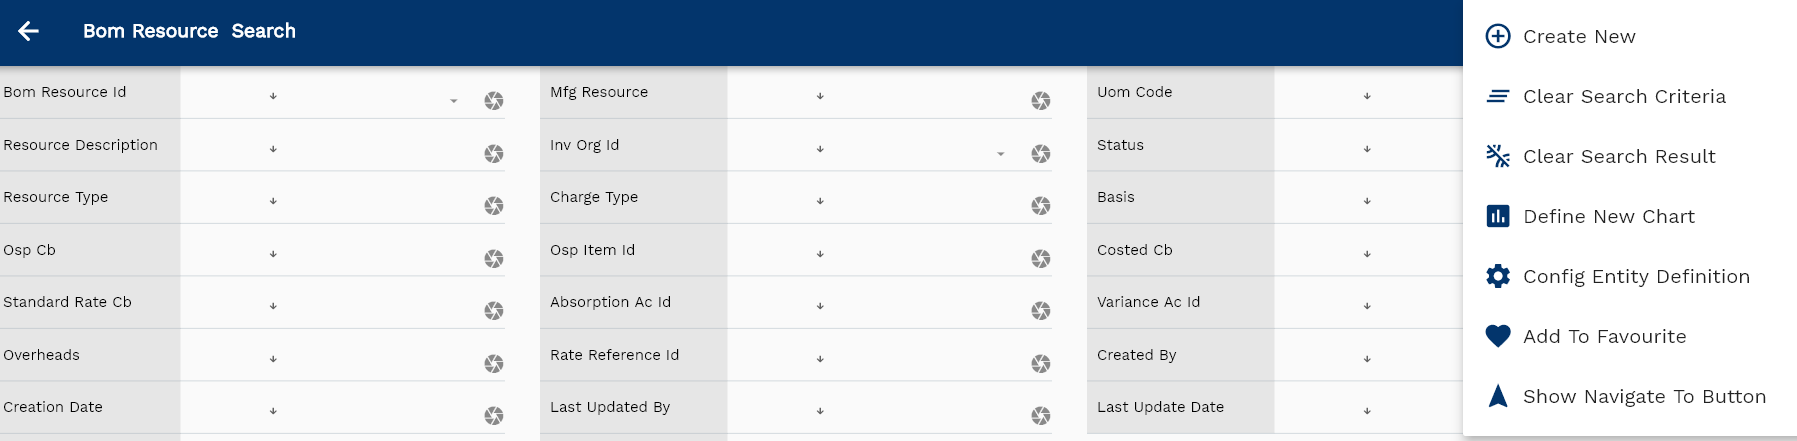 Bom Resource Search
Create New
Clear Search Criteria
Clear Search Result
Define New Chart
Config Entity Definition
Add To Favourite
Show Navigate To Button
Bom Resource Id
Mfg Resource
Uom Code
Resource Description
Inv Org Id
Status
Resource Type
Charge Type
Basis
Osp Cb
Osp Item Id
Costed Cb
Standard Rate Cb
Absorption Ac Id
Variance Ac Id
Overheads
Rate Reference Id
Created By
Creation Date
Last Updated By
Last Update Date